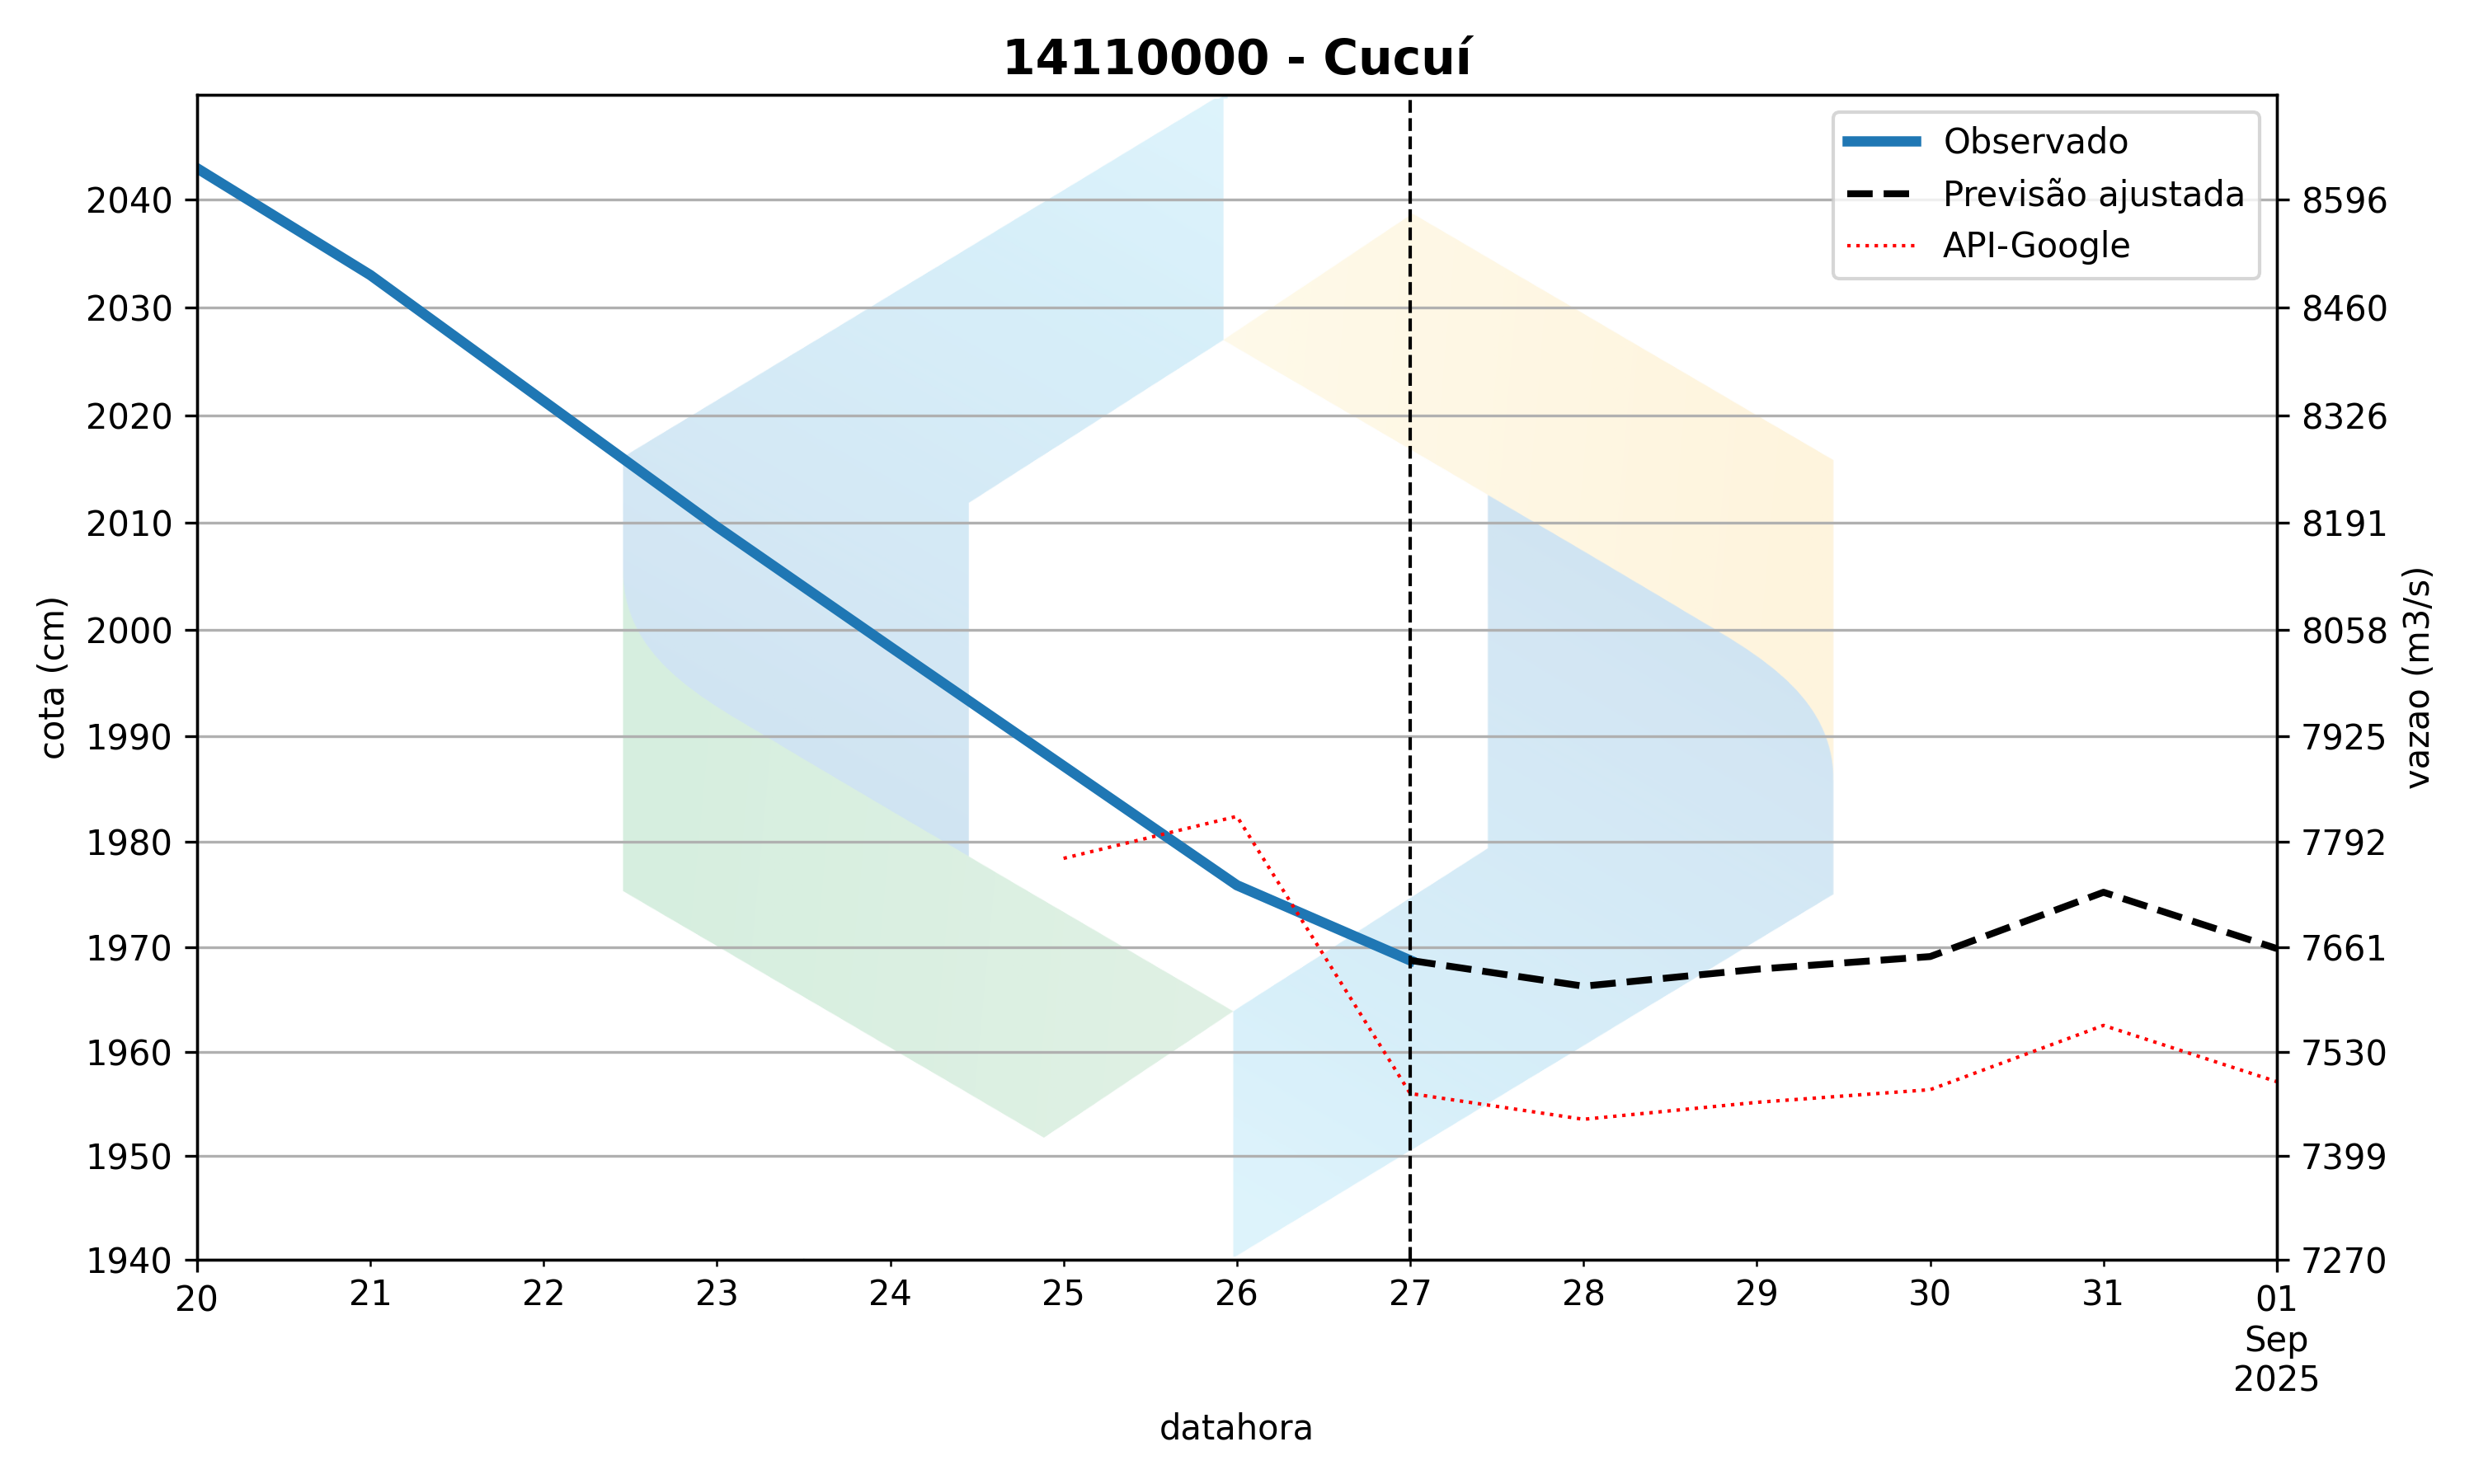 14110000 - Cucuí
Observado
Previsão ajustada
API-Google
cota (cm)
2040
2030
2020
2010
2000
1990
1980
1970
1960
1950
1940
8596
8460
8326
8191
8058
7925
7792
7661
7530
7399
7270
vazao (m3/s)
20 21 22 23 24 25 26 27 28 29 30 31 01
Sep
2025
datahora